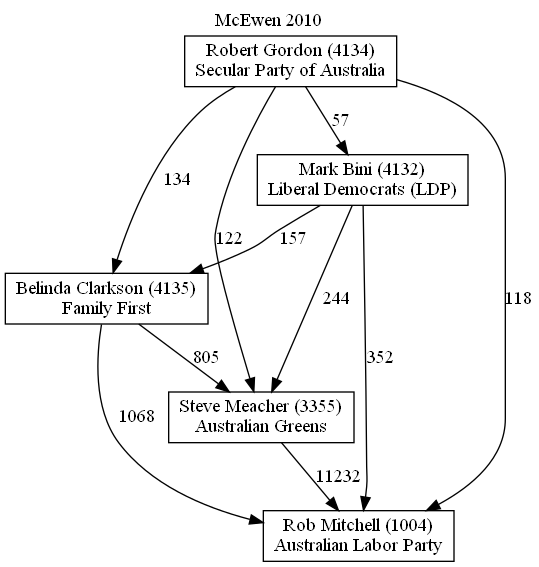 McEwen 2010
Robert Gordon (4134)
Secular Party of Australia
57
134
Mark Bini (4132)
Liberal Democrats (LDP)
122
157
Belinda Clarkson (4135)
Family First
244
118
805
352
Steve Meacher (3355)
Australian Greens
1068
11232
Rob Mitchell (1004)
Australian Labor Party